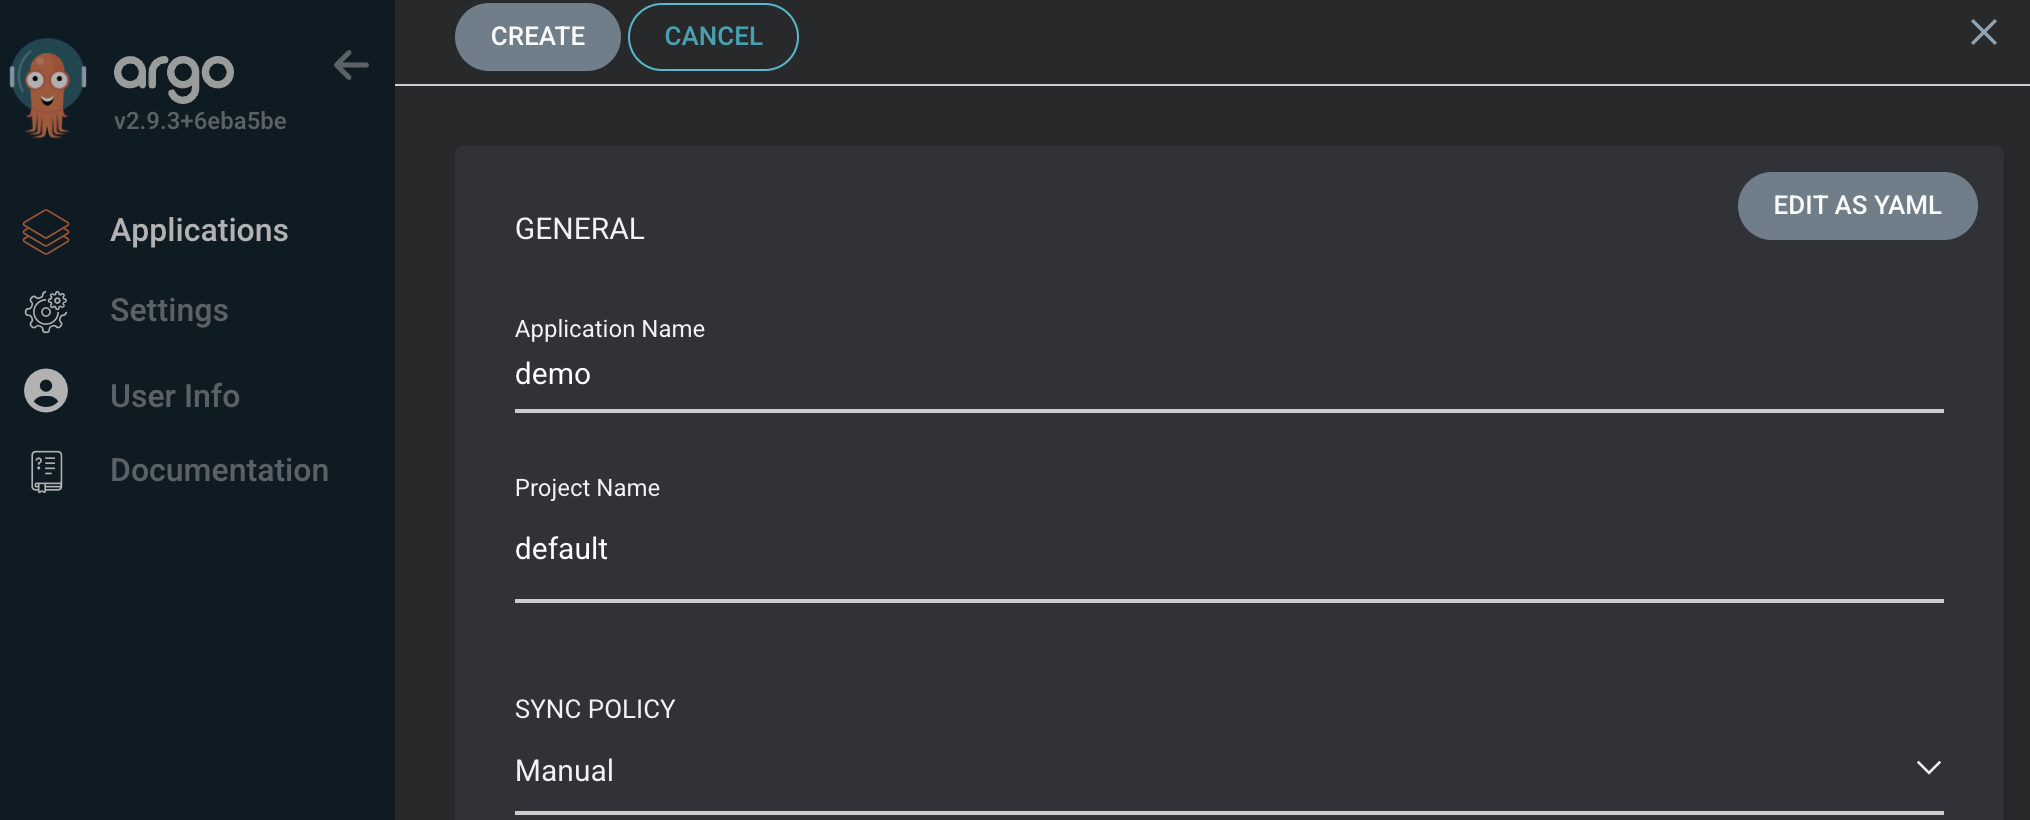 argo
v2.9.3+6eba5be
Applications
Settings
User Info
Documentation
CREATE
CANCEL
EDIT AS YAML
GENERAL
Application Name
demo
Project Name
default
SYNC POLICY
Manual